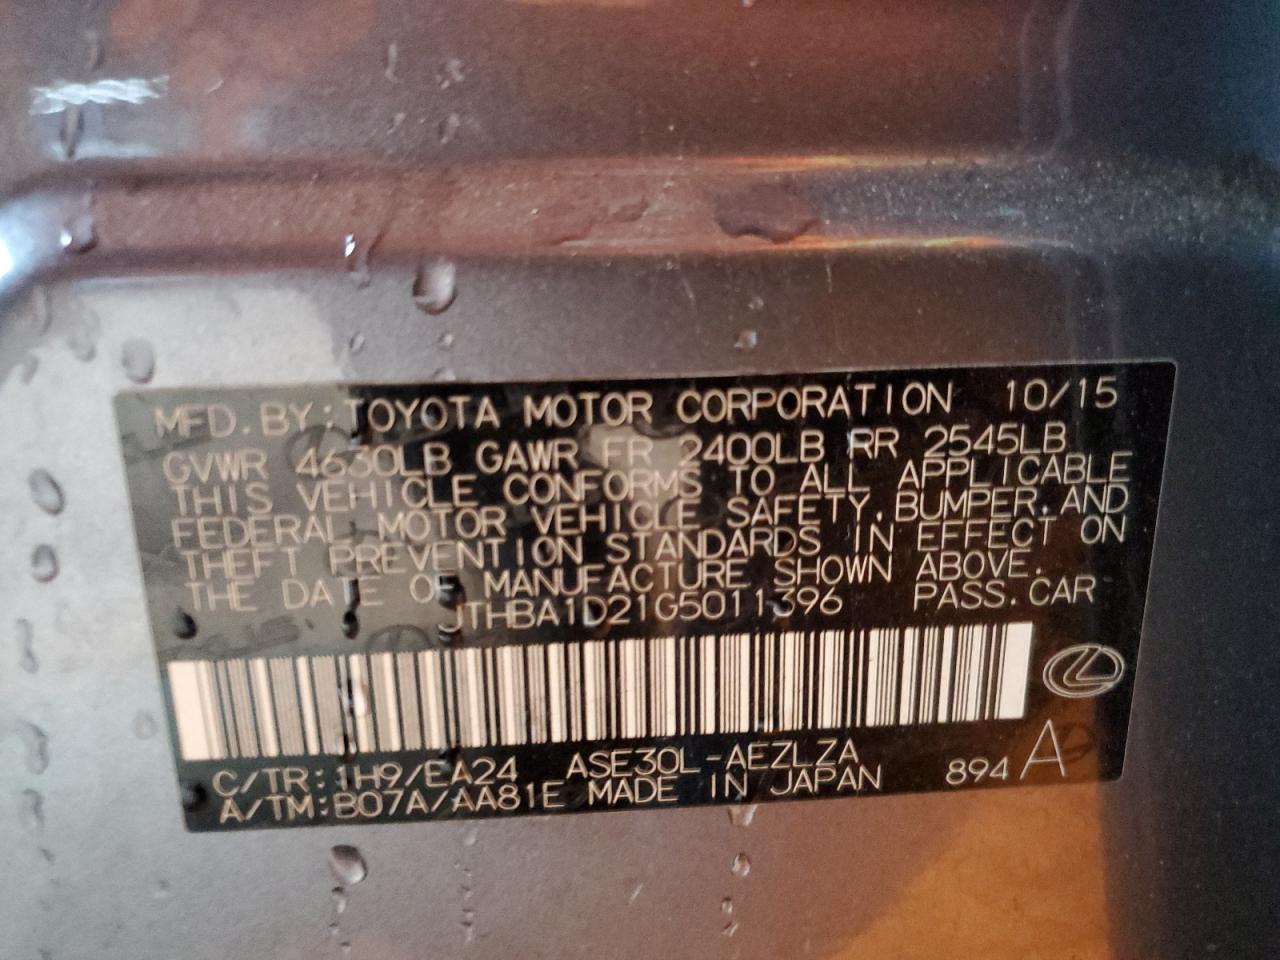 MFD. BY: TOYOTA MOTOR CORPORATION 10/15
GVWR 4630LB GAWR FR 2400LB RR 2545LB
THIS VEHICLE CONFORMS TO ALL APPLICABLE
FEDERAL MOTOR VEHICLE SAFETY, BUMPER, AND
THEFT PREVENTION STANDARDS IN EFFECT ON
THE DATE OF MANUFACTURE SHOWN ABOVE.
JTHBA1D21G5011396 PASS. CAR
C/TR: 1H9/EA24 ASE30L-AEZLZA
A/TM: B07A/AA81E MADE IN JAPAN 894 A